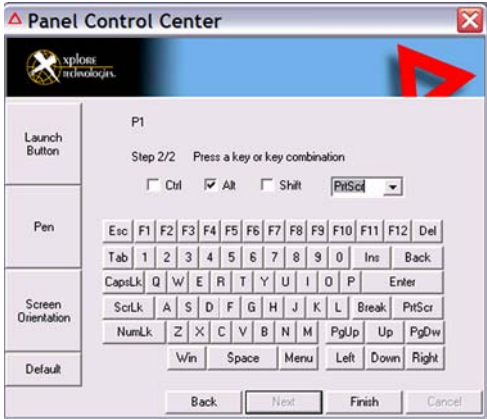 Panel Control Center
xplore
technologies.
Launch
Button
Pen
Screen
Orientation
Default
P1
Step 2/2 Press a key or key combination
Ctrl Alt Shift PrtScr
Esc F1 F2 F3 F4 F5 F6 F7 F8 F9 F10 F11 F12 Del
Tab 1 2 3 4 5 6 7 8 9 0 Ins Back
CapsLk Q W E R T Y U I O P Enter
ScrLk A S D F G H J K L Break PrtScr
NumLk Z X C V B N M PgUp Up PgDw
Win Space Menu Left Down Right
Back Next Finish Cancel